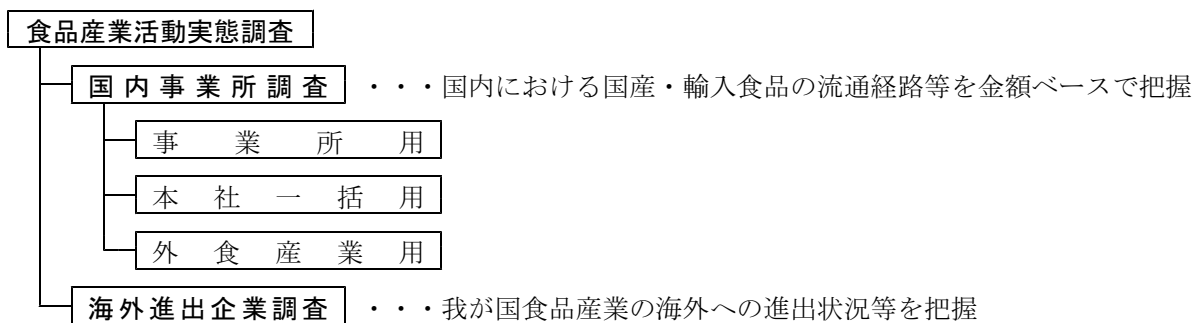 食品産業活動実態調査
国内事業所調査 ・・・国内における国産・輸入食品の流通経路等を金額ベースで把握
事業所用
本社一括用
外食産業用
海外進出企業調査 ・・・我が国食品産業の海外への進出状況等を把握